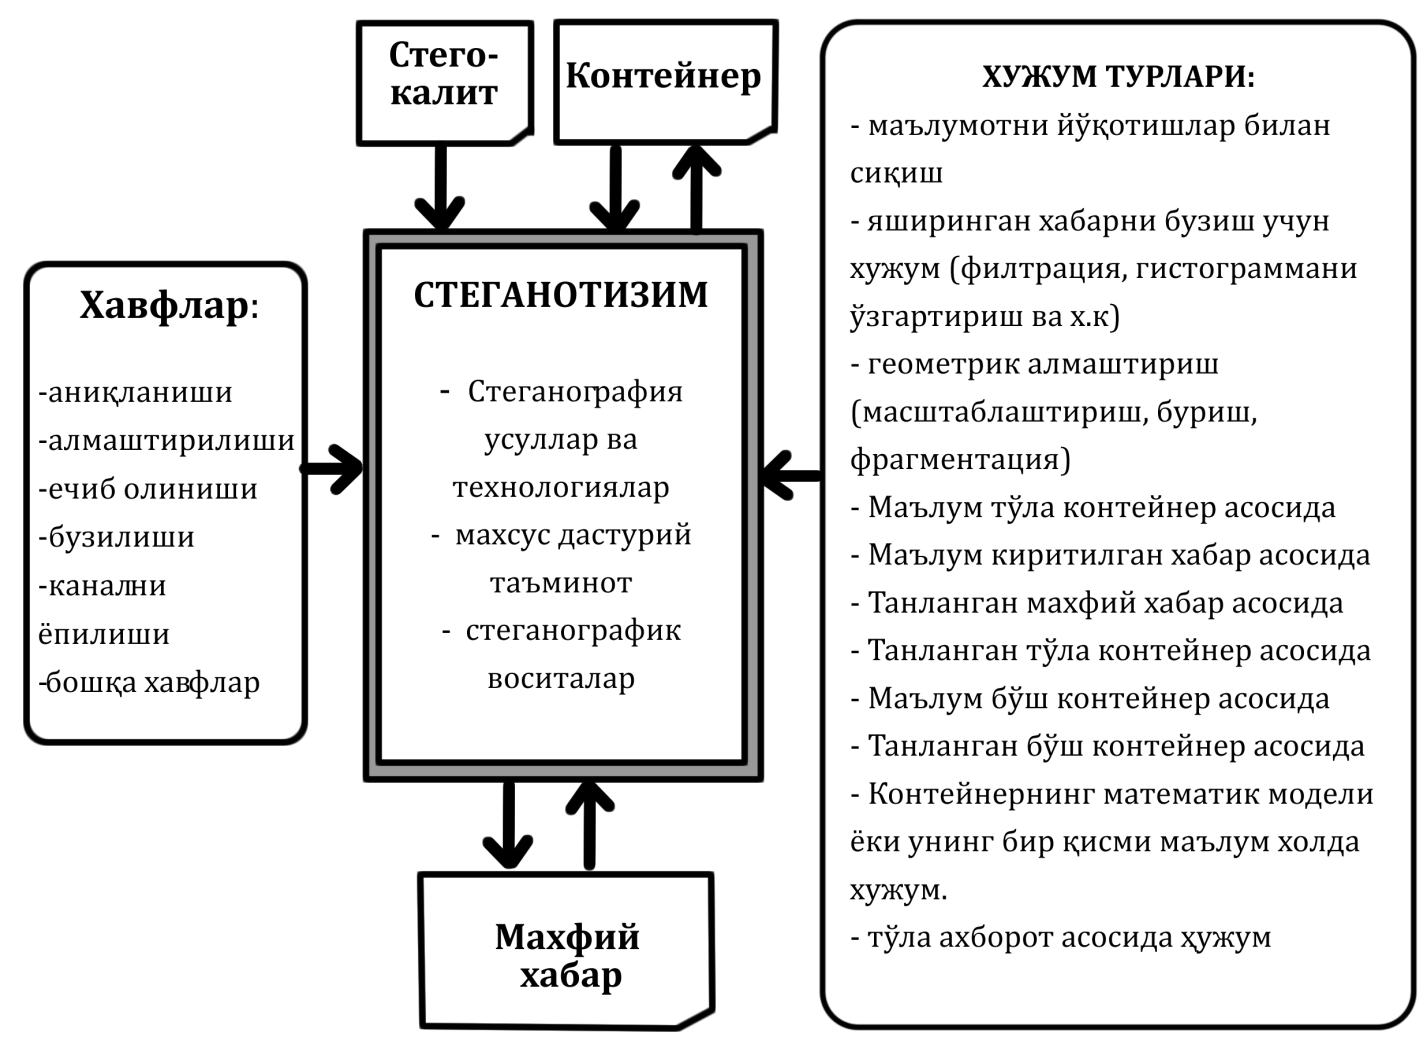 Стего-
калит
Контейнер
Хавфлар:
-аниқланиши
-алмаштирилиши
-ечиб олиниши
-бузилиши
-канални
ёпилиши
-бошқа хавфлар
СТЕГАНОТИЗИМ
- Стеганография
усуллар ва
технологиялар
- махсус дастурий
таъминот
- стеганографик
воситалар
Махфий
хабар
ХУЖУМ ТУРЛАРИ:
- маълумотни йўқотишлар билан
сиқиш
- яширинган хабарни бузиш учун
хужум (филтрация, гистограммани
ўзгартириш ва х.к)
- геометрик алмаштириш
(масштаблаштириш, буриш,
фрагментация)
- Маълум тўла контейнер асосида
- Маълум киритилган хабар асосида
- Танланган махфий хабар асосида
- Танланган тўла контейнер асосида
- Маълум бўш контейнер асосида
- Танланган бўш контейнер асосида
- Контейнернинг математик модели
ёки унинг бир қисми маълум холда
хужум.
- тўла ахборот асосида ҳужум